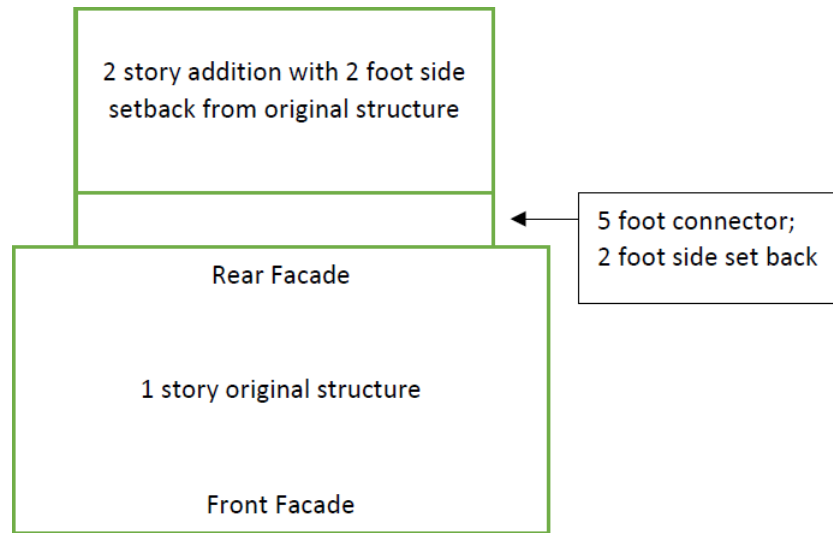 2 story addition with 2 foot side
setback from original structure
5 foot connector;
2 foot side set back
Rear Facade
1 story original structure
Front Facade